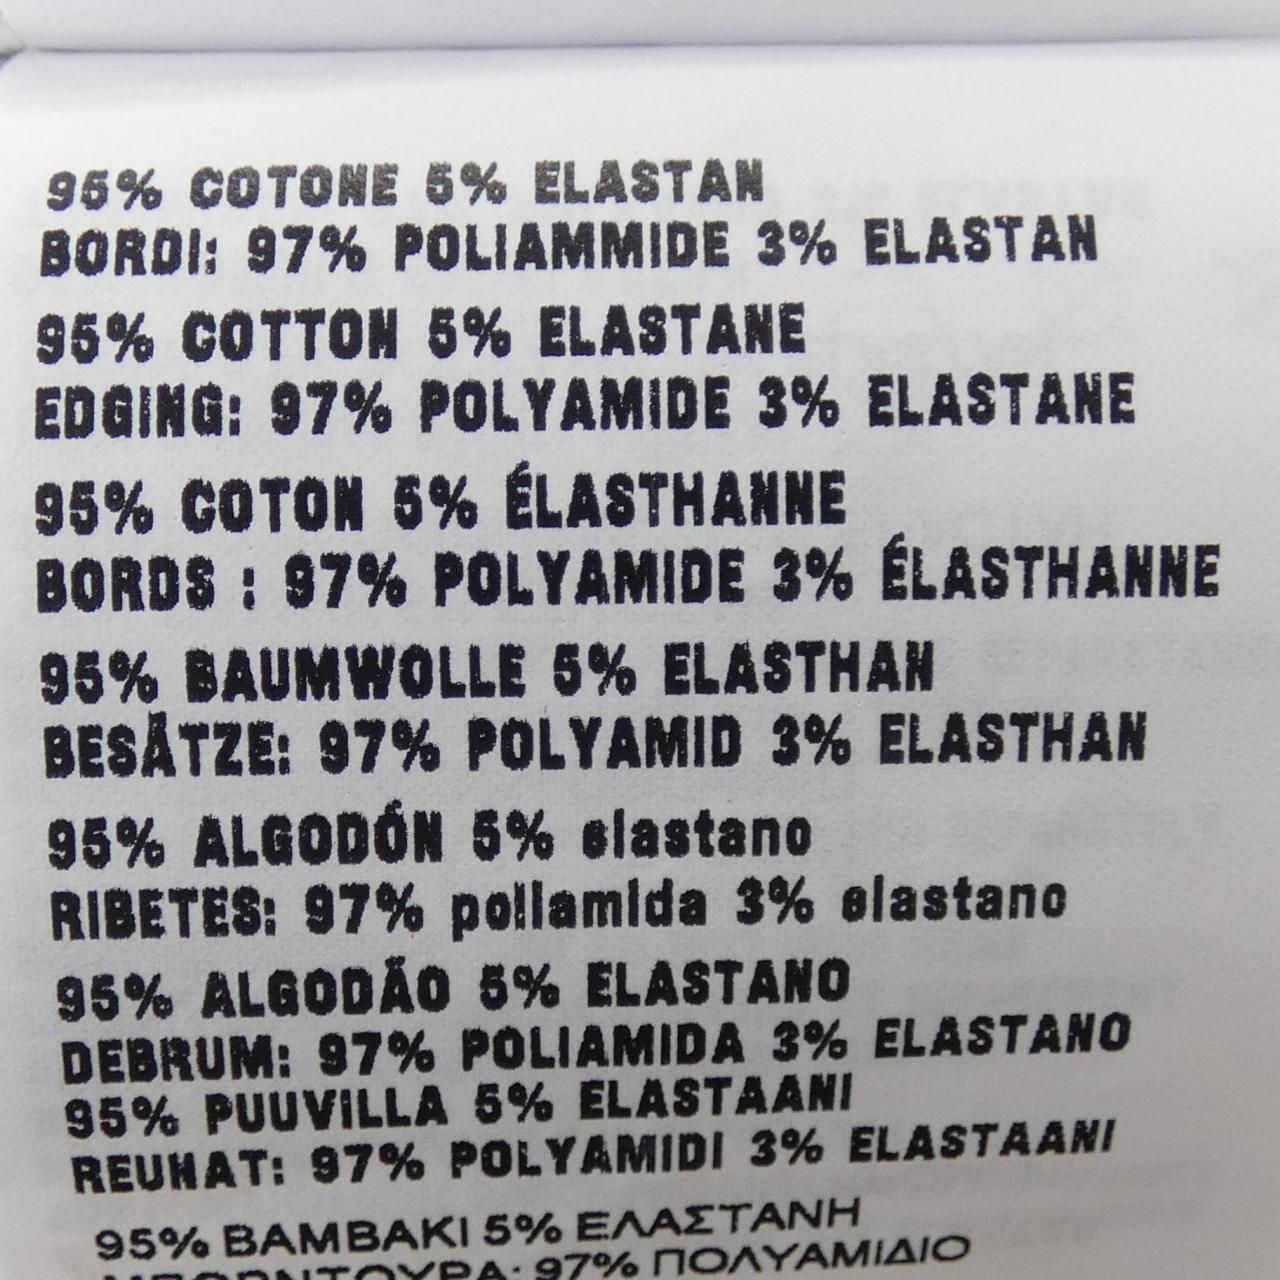 95% COTONE 5% ELASTAN
BORDI: 97% POLIAMMIDE 3% ELASTAN
95% COTTON 5% ELASTANE
EDGING: 97% POLYAMIDE 3% ELASTANE
95% COTON 5% ÉLASTHANNE
BORDS : 97% POLYAMIDE 3% ÉLASTHANNE
95% BAUMWOLLE 5% ELASTHAN
BESÄTZE: 97% POLYAMID 3% ELASTHAN
95% ALGODÓN 5% elastano
RIBETES: 97% poliamida 3% elastano
95% ALGODÃO 5% ELASTANO
DEBRUM: 97% POLIAMIDA 3% ELASTANO
95% PUUVILLA 5% ELASTAANI
REUNAT: 97% POLYAMIDI 3% ELASTAANI
95% ΒΑΜΒΑΚΙ 5% ΕΛΑΣΤΑΝΗ
ΜΠΟΡΝΤΟΥΡΑ: 97% ΠΟΛΥΑΜΙΔΙΟ